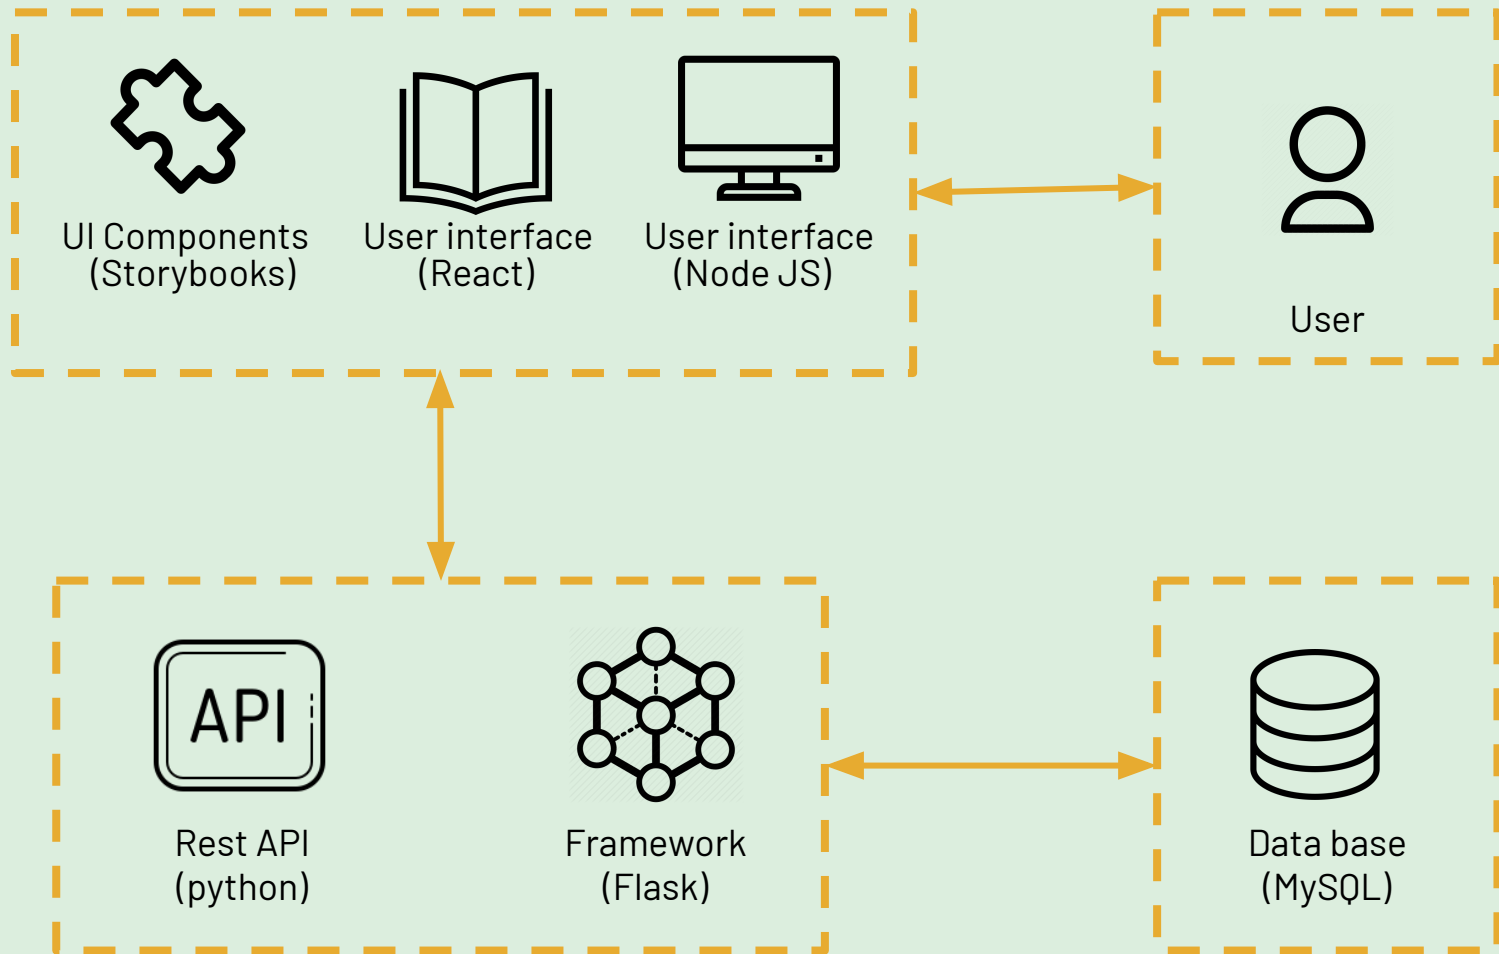 UI Components
(Storybooks)
User interface
(React)
User interface
(Node JS)
User
API
Rest API
(python)
Framework
(Flask)
Data base
(MySQL)